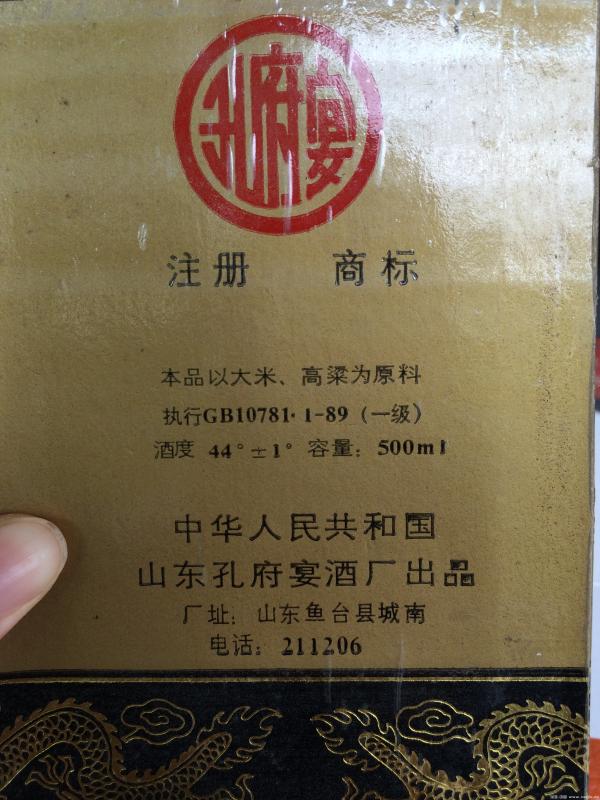 孔府宴
注册 商标
本品以大米、高粱为原料
执行GB10781·1-89（一级）
酒度 44°±1° 容量：500ml
中华人民共和国
山东孔府宴酒厂出品
厂址：山东鱼台县城南
电话：211206